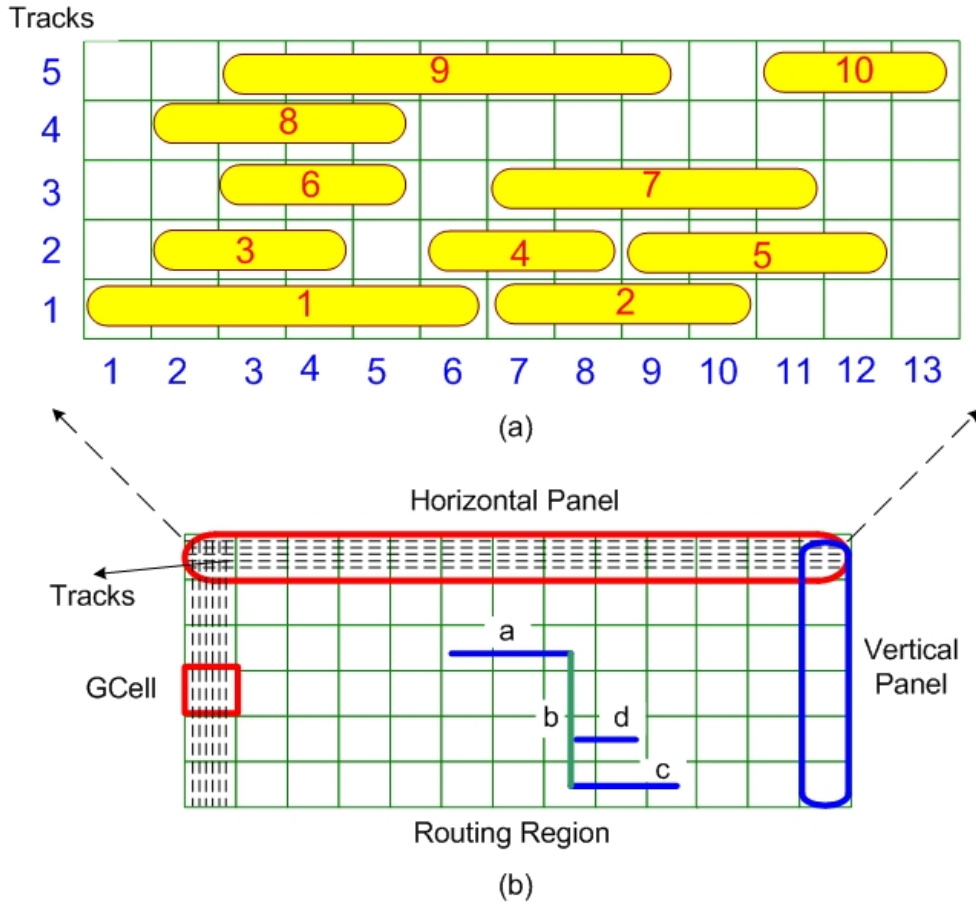 Tracks
5 9 10
4 8
3 6 7
2 3 4 5
1 1 2
1 2 3 4 5 6 7 8 9 10 11 12 13
(a)
Horizontal Panel
Tracks
a
GCell
Vertical
Panel
b d
c
Routing Region
(b)